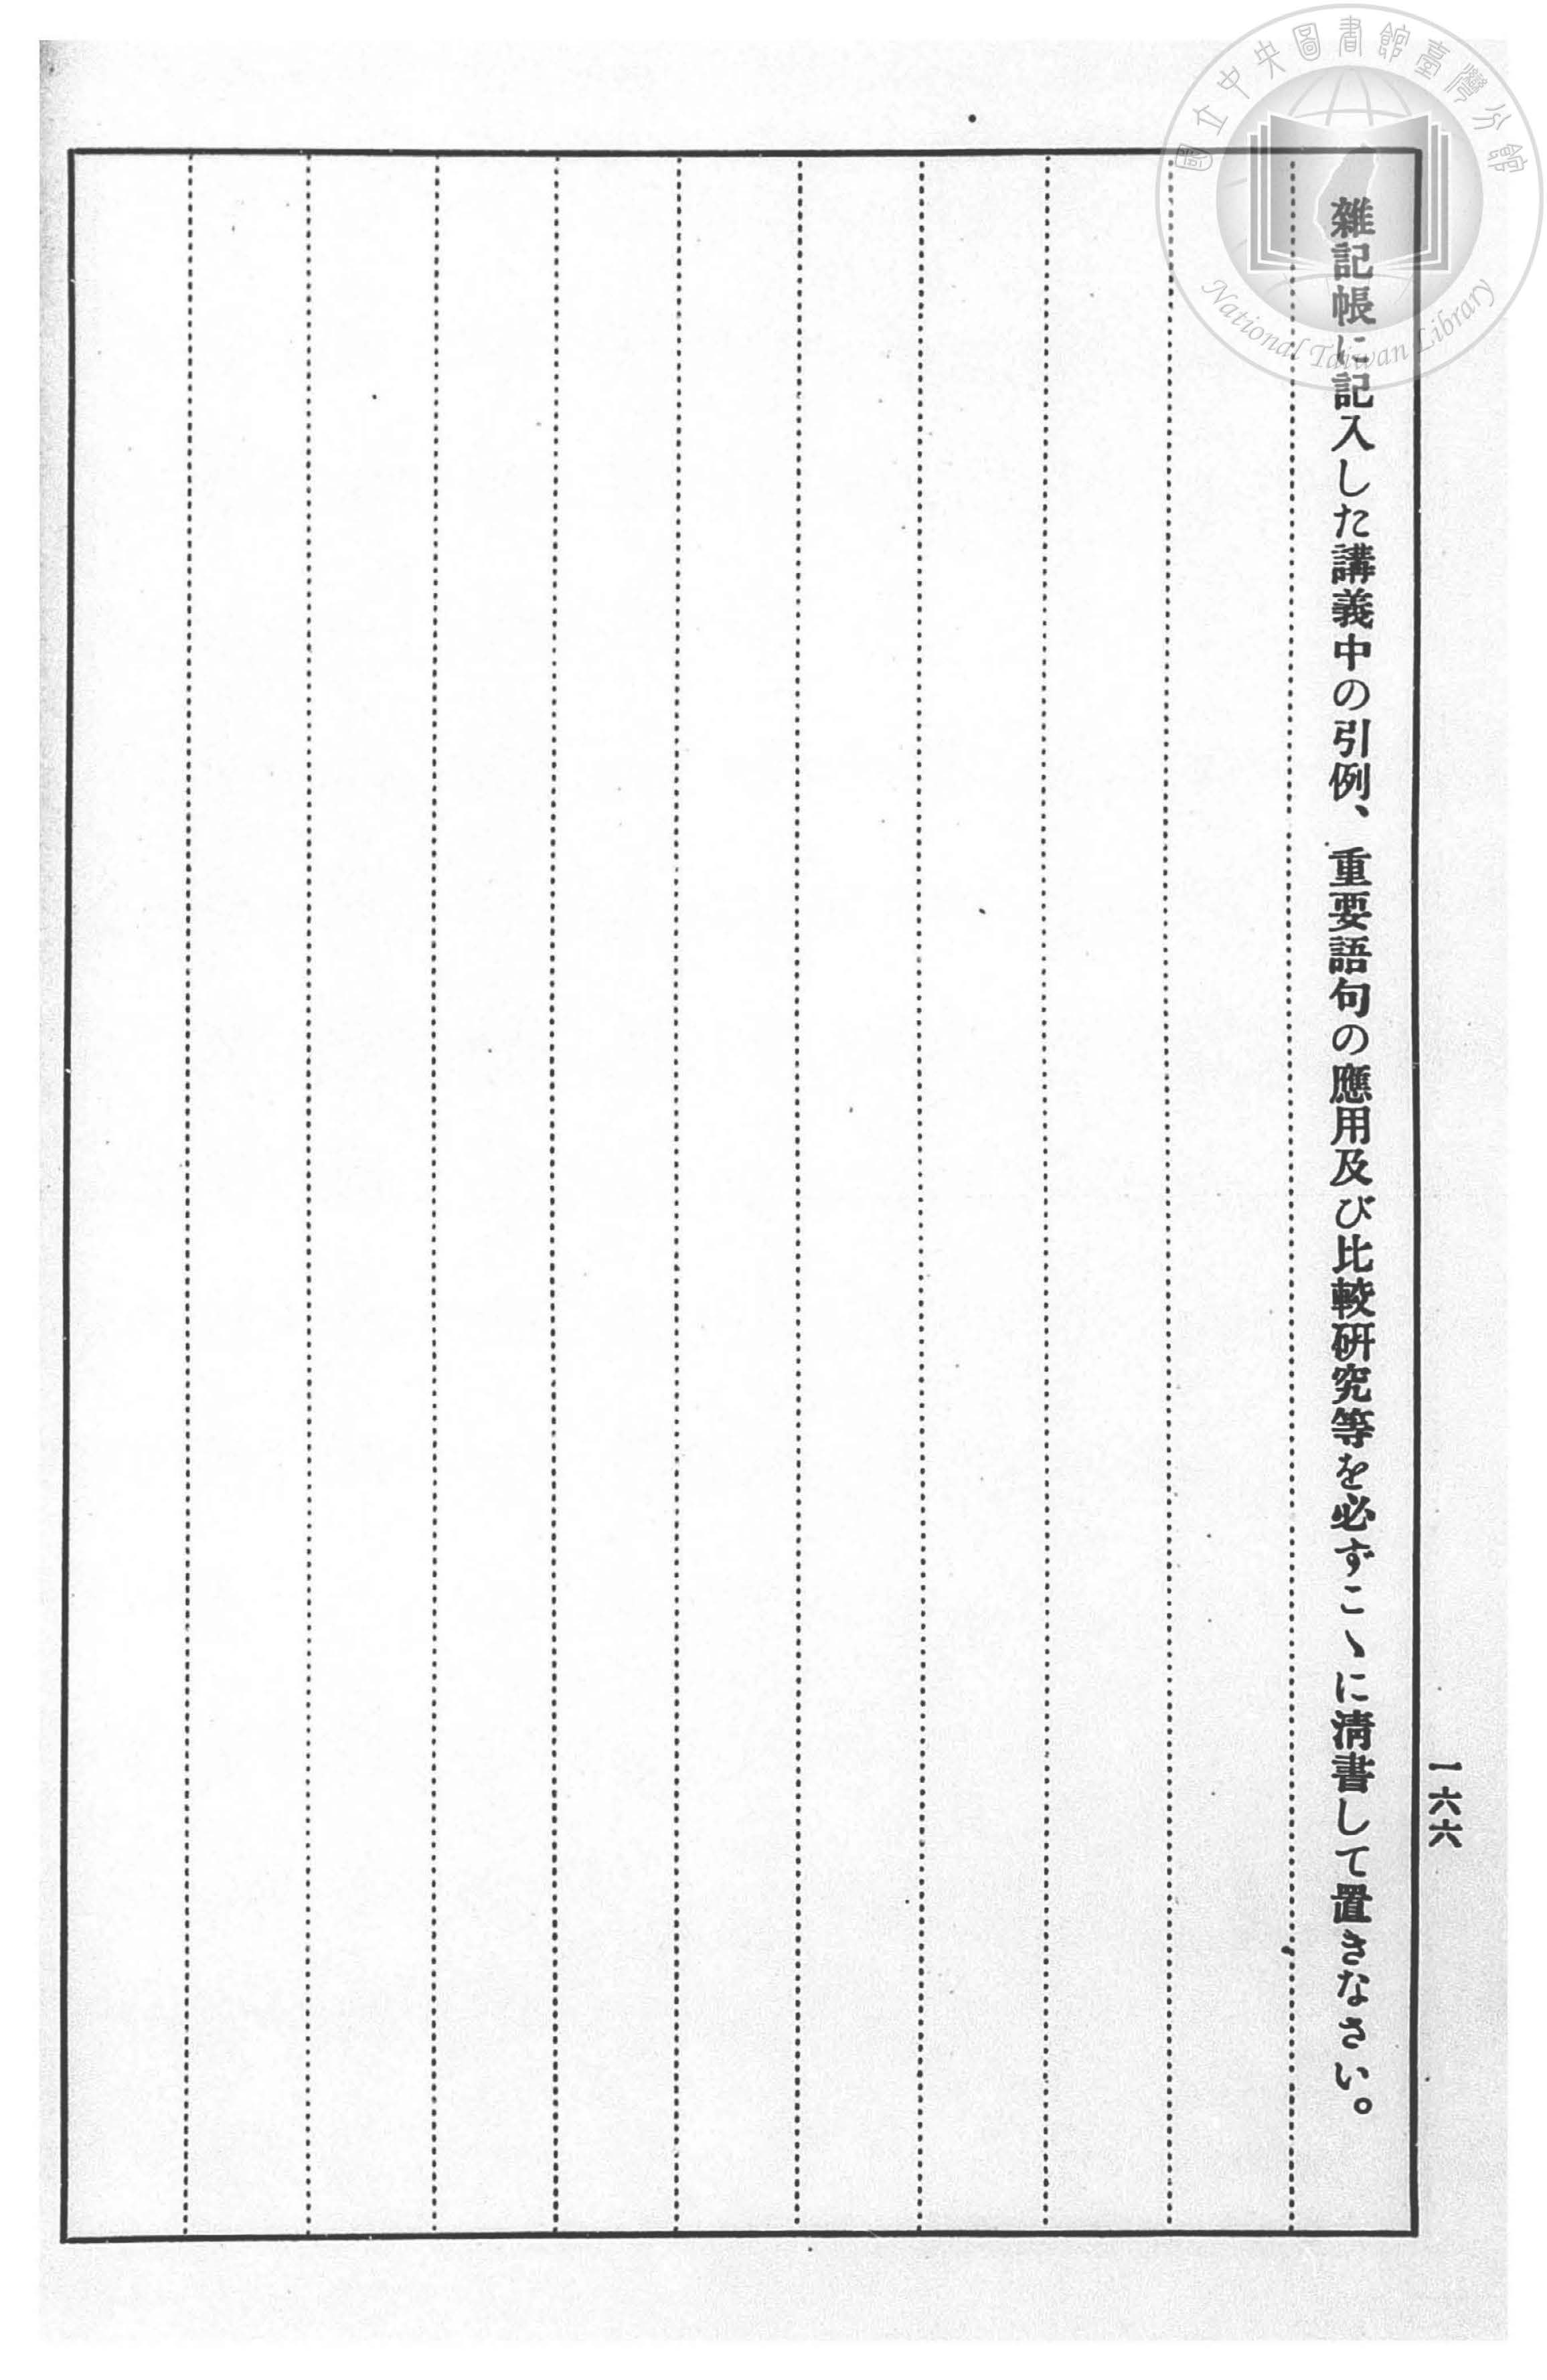 雜記帳に記入した講義中の引例、重要語句の應用及び比較研究等を必ずこゝに淸書して置きなさい。
一六六
國立中央圖書館臺灣分館
National Taiwan Library